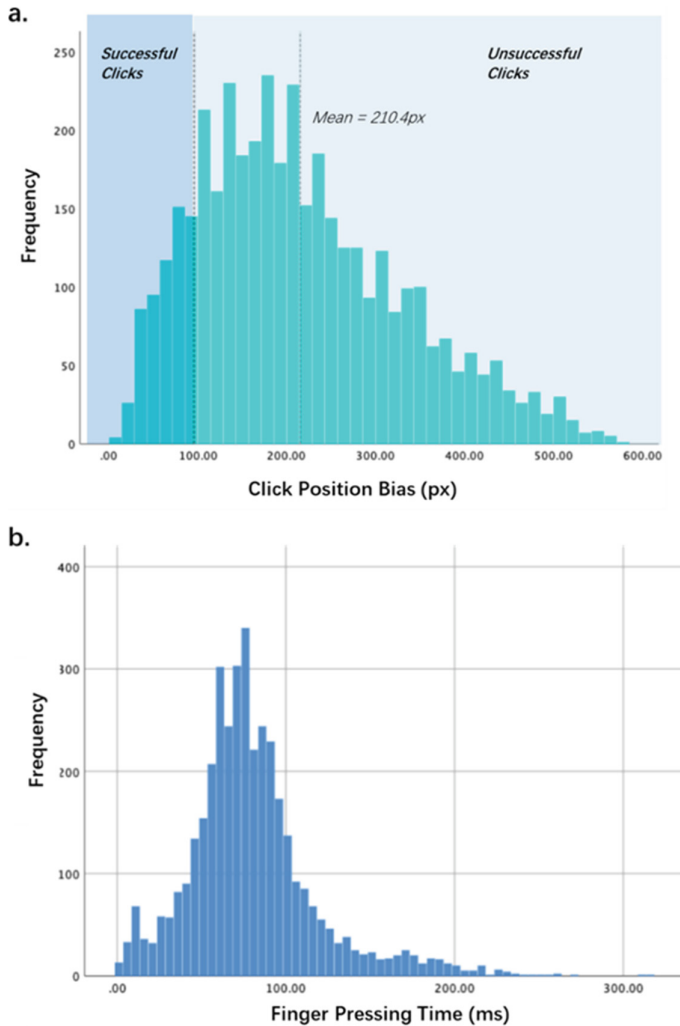 a.
Successful
Clicks
Unsuccessful
Clicks
Mean = 210.4px
Frequency
250
200
150
100
50
0
.00 100.00 200.00 300.00 400.00 500.00 600.00
Click Position Bias (px)
b.
Frequency
400
300
200
100
0
.00 100.00 200.00 300.00
Finger Pressing Time (ms)